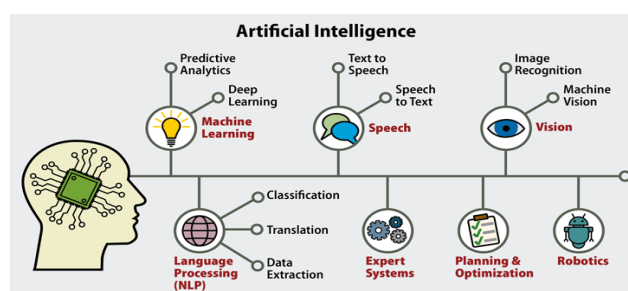 Artificial Intelligence
Predictive
Analytics
Deep
Learning
Machine
Learning
Text to
Speech
Speech
to Text
Speech
Image
Recognition
Machine
Vision
Vision
Classification
Translation
Data
Extraction
Language
Processing
(NLP)
Expert
Systems
Planning &
Optimization
Robotics